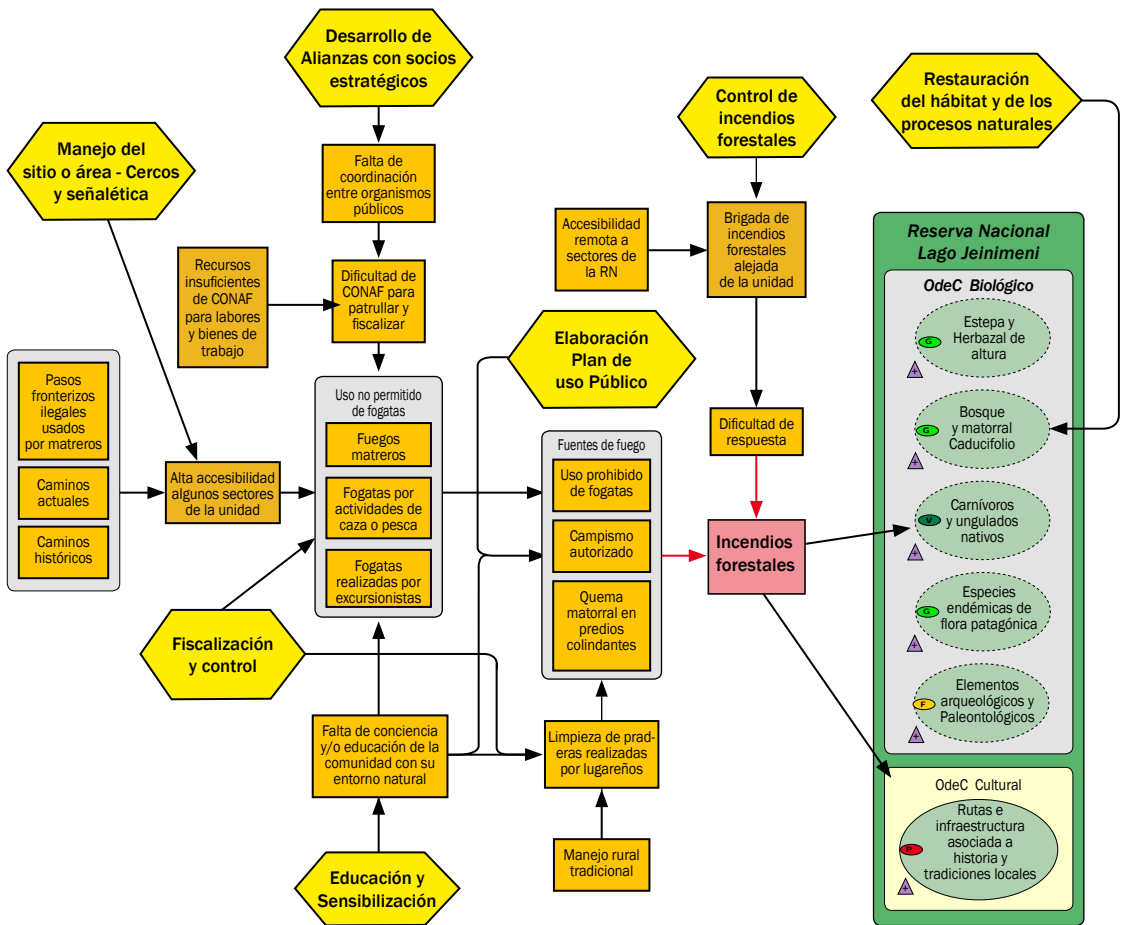 Desarrollo de
Alianzas con socios
estratégicos
Control de
incendios
forestales
Restauración
del hábitat y de los
procesos naturales
Manejo del
sitio o área - Cercos
y señalética
Falta de
coordinación
entre organismos
públicos
Accesibilidad
remota a
sectores de
la RN
Brigada de
incendios
forestales
alejada
de la unidad
Recursos
insuficientes
de CONAF
para labores
y bienes de
trabajo
Dificultad de
CONAF para
patrullar y
fiscalizar
Elaboración
Plan de
uso Público
Pasos
fronterizos
ilegales
usados
por matreros
Caminos
actuales
Caminos
históricos
Alta accesibilidad
algunos sectores
de la unidad
Uso no permitido
de fogatas
Fuegos
matreros
Fogatas por
actividades de
caza o pesca
Fogatas
realizadas por
excursionistas
Fuentes de fuego
Uso prohibido
de fogatas
Campismo
autorizado
Quema
matorral en
predios
colindantes
Dificultad de
respuesta
Incendios
forestales
Fiscalización
y control
Falta de conciencia
y/o educación de la
comunidad con su
entorno natural
Limpieza de prad-
eras realizadas
por lugareños
Manejo rural
tradicional
Educación y
Sensibilización
Reserva Nacional
Lago Jeinimeni
OdeC Biológico
Estepa y
Herbazal de
altura
G
+
Bosque
y matorral
Caducifolio
G
+
Carnívoros
y ungulados
nativos
V
+
Especies
endémicas de
flora patagónica
G
+
Elementos
arqueológicos y
Paleontológicos
F
+
OdeC Cultural
Rutas e
infraestructura
asociada a
historia y
tradiciones locales
P
+